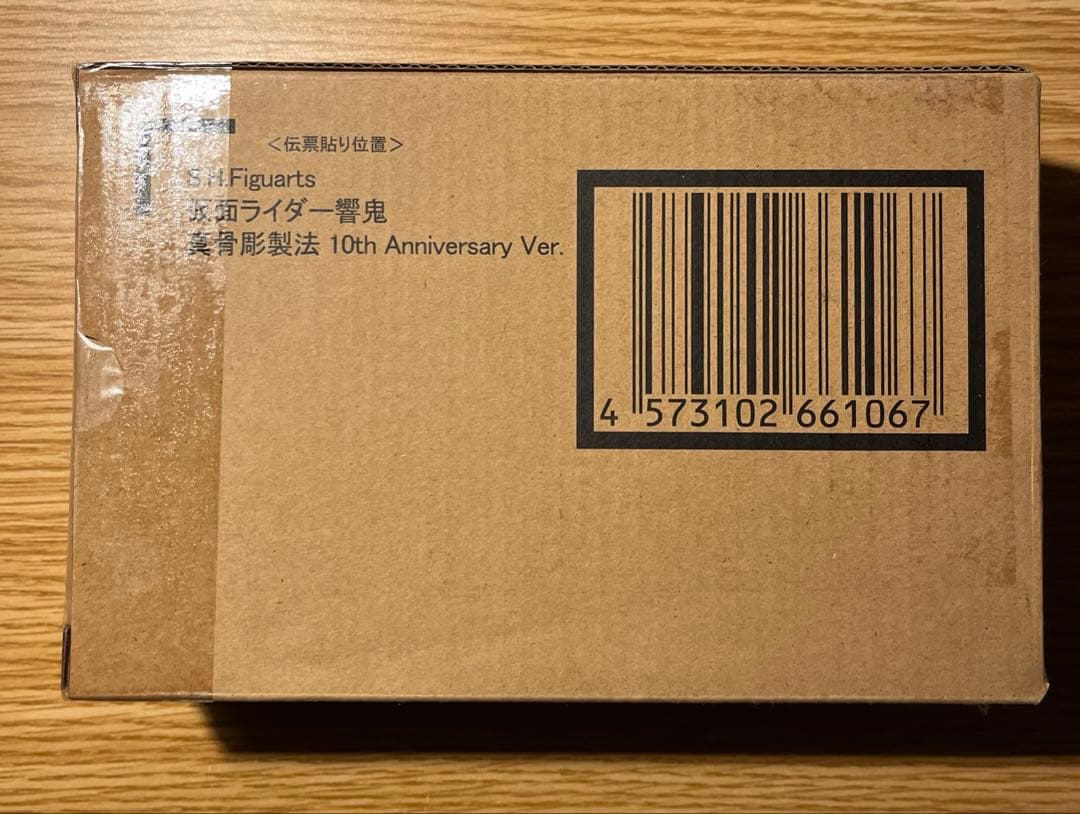 <伝票貼り位置>
S.H.Figuarts
仮面ライダー響鬼
真骨彫製法 10th Anniversary Ver.
4 573102 661067